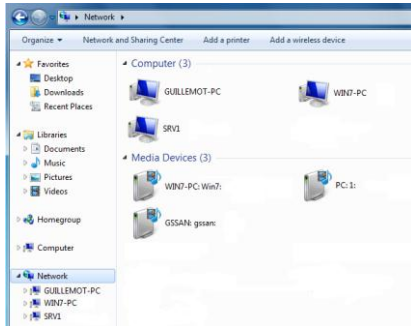 Network
Organize
Network and Sharing Center
Add a printer
Add a wireless device
Favorites
Desktop
Downloads
Recent Places
Libraries
Documents
Music
Pictures
Videos
Homegroup
Computer
Network
GUILLEMOT-PC
WIN7-PC
SRV1
Computer (3)
GUILLEMOT-PC
WIN7-PC
SRV1
Media Devices (3)
WIN7-PC: Win7:
PC: 1:
GSSAN: gssan: